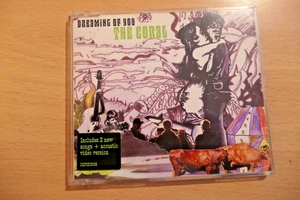 DREAMING OF YOU
THE CORAL
Includes 2 new
songs + acoustic
video version